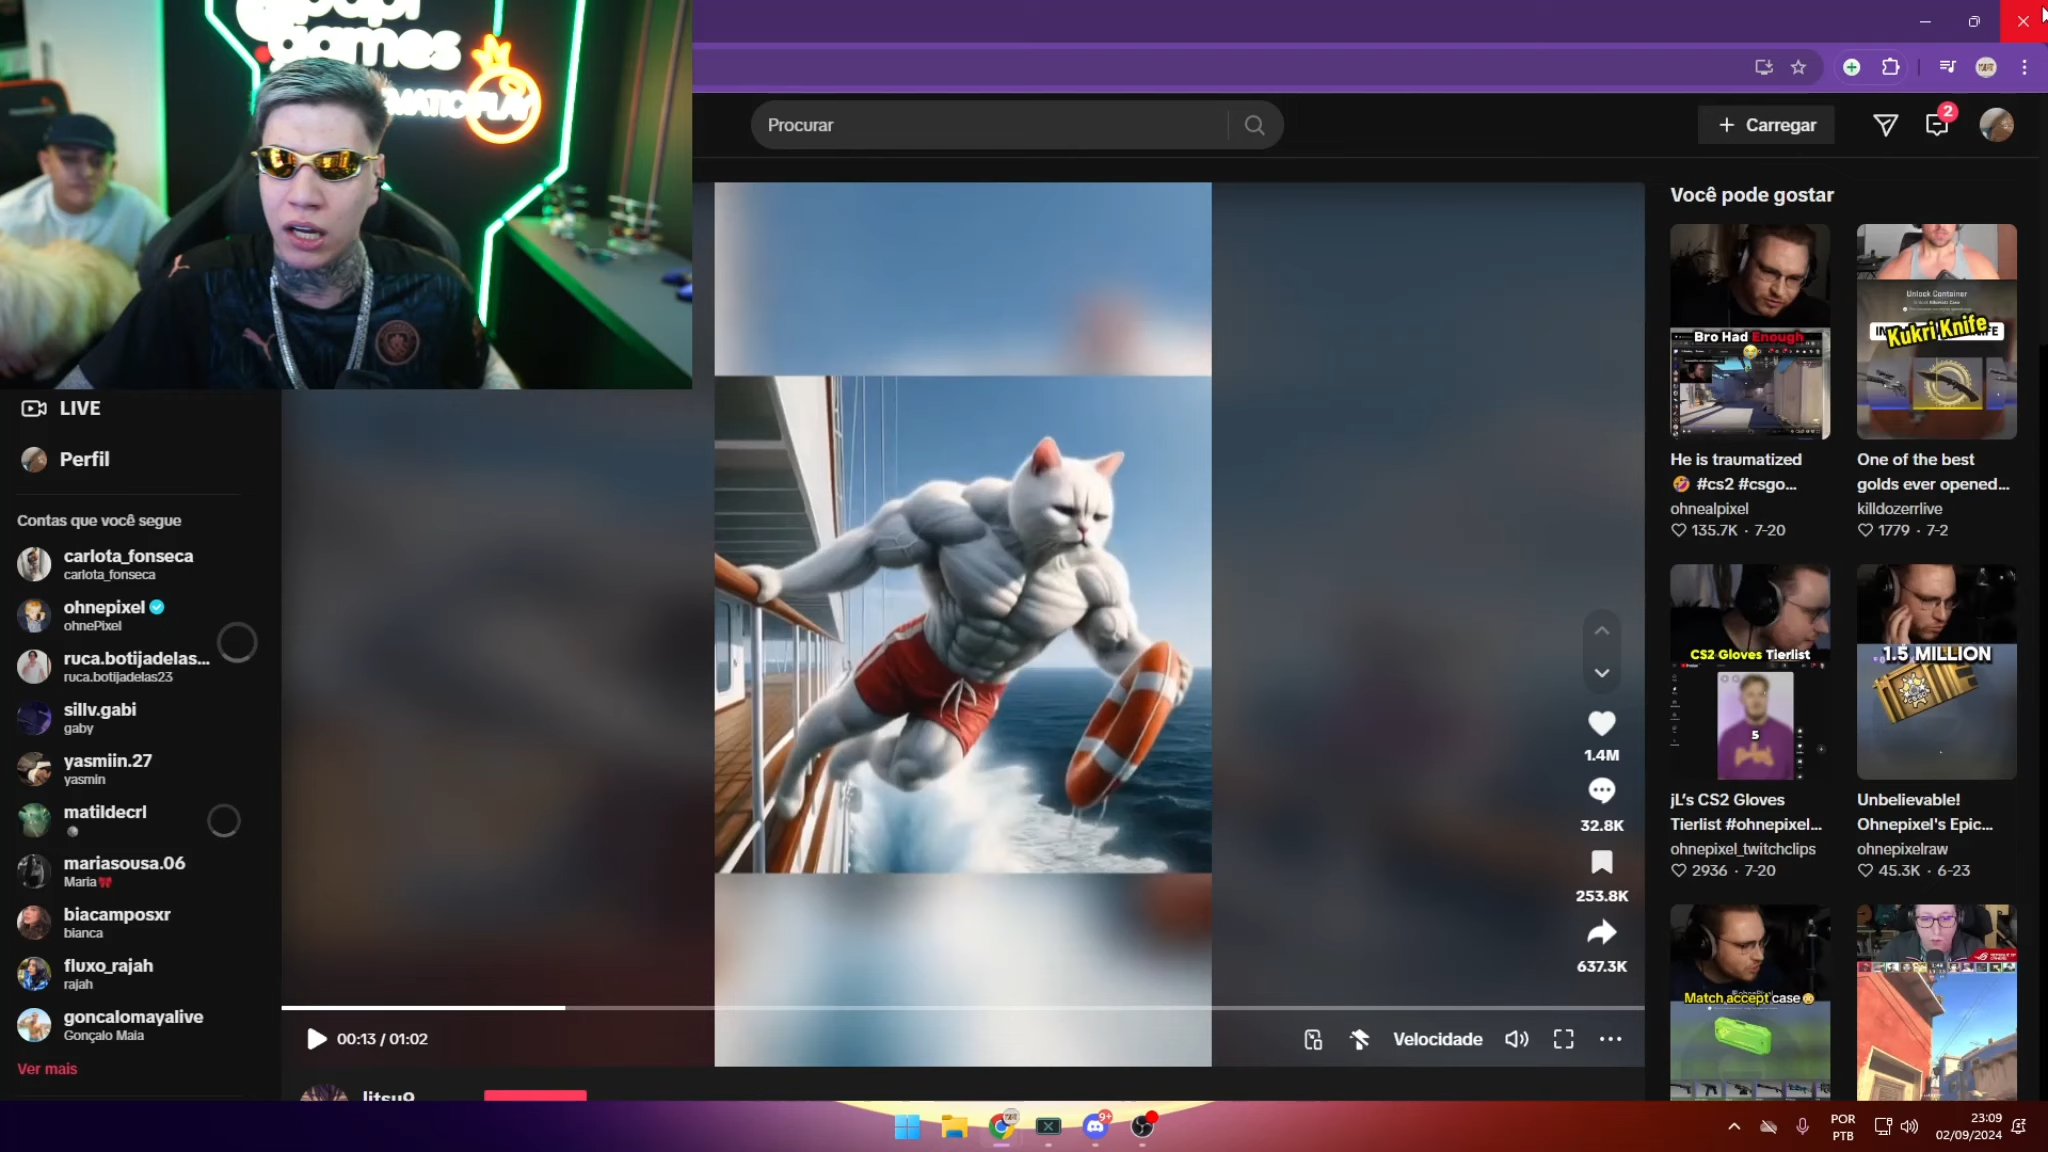 games
Procurar
Carregar
2
LIVE
Perfil
Contas que você segue
carlota_fonseca
carlota_fonseca
ohnepixel
ohnePixel
ruca.botijadelas...
ruca.botijadelas23
sillv.gabi
gaby
yasmiin.27
yasmin
matildecrl
mariasousa.06
Maria🎀
biacamposxr
bianca
fluxo_rajah
rajah
goncalomayalive
Gonçalo Maia
Ver mais
1.4M
32.8K
253.8K
637.3K
00:13 / 01:02
Velocidade
Você pode gostar
Bro Had Enough
He is traumatized
🤣 #cs2 #csgo...
ohnealpixel
135.7K · 7-20
Unlock Container
Kukri Knife
One of the best
golds ever opened...
killdozerrlive
1779 · 7-2
CS2 Gloves Tierlist
5
jL's CS2 Gloves
Tierlist #ohnepixel...
ohnepixel_twitchclips
2936 · 7-20
1.5 MILLION
Unbelievable!
Ohnepixel's Epic...
ohnepixelraw
45.3K · 6-23
Match accept case
9+
POR
PTB
23:09
02/09/2024